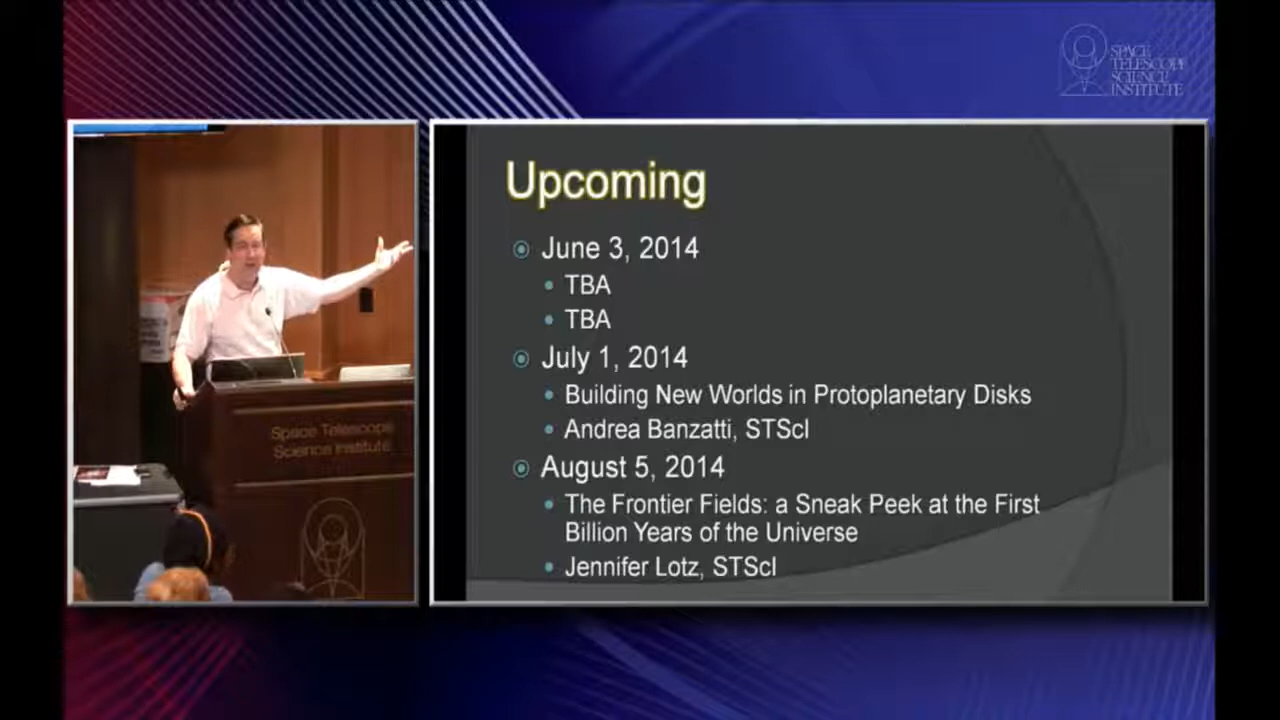 SPACE
TELESCOPE
SCIENCE
INSTITUTE
Upcoming
June 3, 2014
TBA
TBA
July 1, 2014
Building New Worlds in Protoplanetary Disks
Andrea Banzatti, STScI
August 5, 2014
The Frontier Fields: a Sneak Peek at the First
Billion Years of the Universe
Jennifer Lotz, STScI
Space Telescope
Science Institute